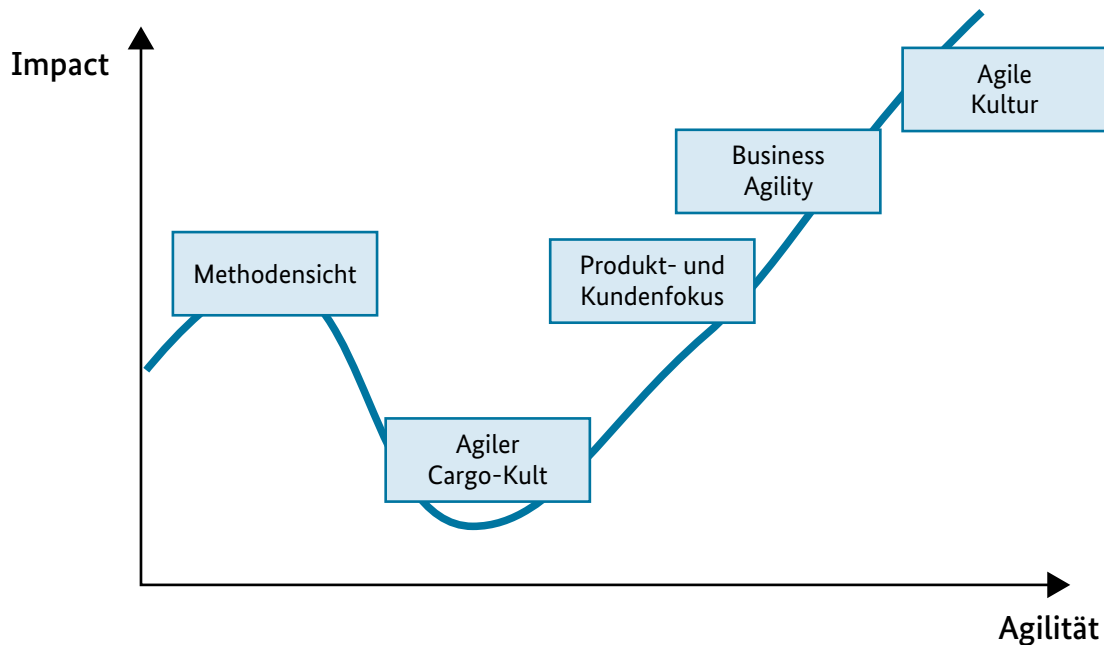 Impact
Agile
Kultur
Business
Agility
Methodensicht
Produkt- und
Kundenfokus
Agiler
Cargo-Kult
Agilität